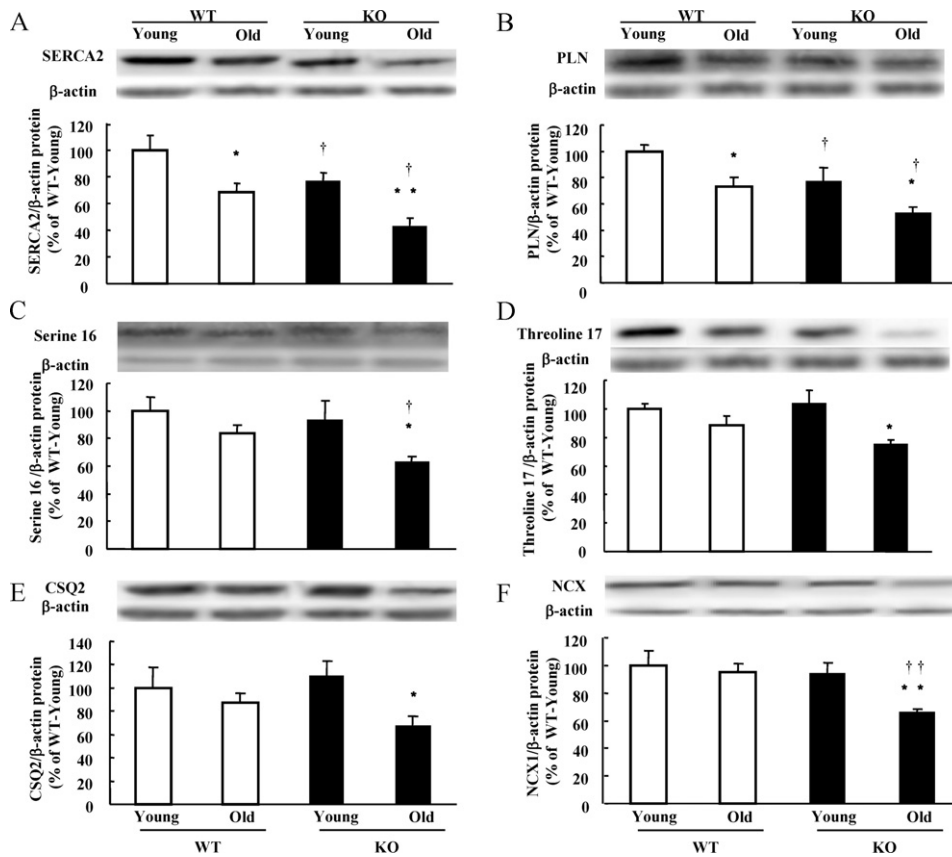 A
WT
KO
Young
Old
Young
Old
SERCA2
β-actin
SERCA2/β-actin protein
(% of WT-Young)
120
100
80
60
40
20
0
*
†
†
* *
B
WT
KO
Young
Old
Young
Old
PLN
β-actin
PLN/β-actin protein
(% of WT-Young)
120
100
80
60
40
20
0
*
†
†
*
C
Serine 16
β-actin
Serine 16 /β-actin protein
(% of WT-Young)
120
100
80
60
40
20
0
†
*
D
Threoline 17
β-actin
Threoline 17 /β-actin protein
(% of WT-Young)
120
100
80
60
40
20
0
*
E
CSQ2
β-actin
CSQ2/β-actin protein
(% of WT-Young)
140
120
100
80
60
40
20
0
*
Young
Old
Young
Old
WT
KO
F
NCX
β-actin
NCX1/β-actin protein
(% of WT-Young)
120
100
80
60
40
20
0
† †
* *
Young
Old
Young
Old
WT
KO